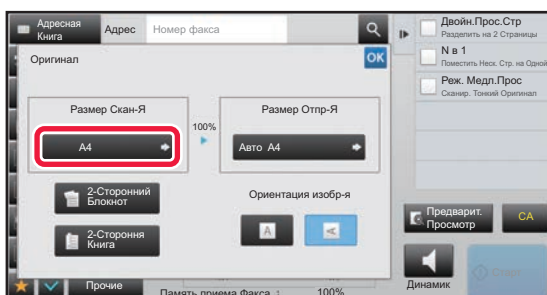 Адресная
Книга
Адрес
Номер факса
Двойн.Прос.Стр
Разделить на 2 Страницы
N в 1
Поместить Неск. Стр. на Одной
Реж. Медл.Прос
Сканир. Тонкий Оригинал
Оригинал
OK
Размер Скан-Я
100%
Размер Отпр-Я
A4
Авто A4
2-Сторонний
Блокнот
2-Стороння
Книга
Ориентация изобр-я
A
A
Предварит.
Просмотр
CA
Прочие
Память приема Факса
100%
Динамик
Старт